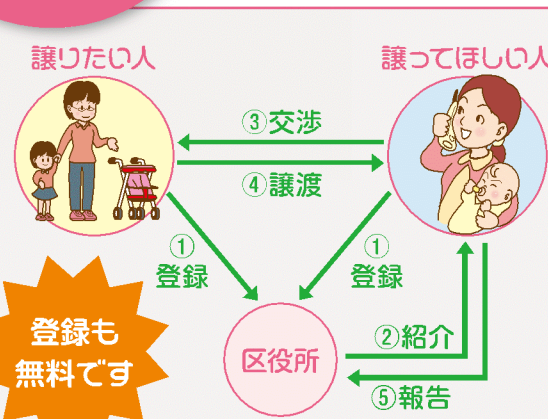 譲りたい人
譲ってほしい人
③交渉
④譲渡
①
登録
①
登録
登録も
無料です
区役所
②紹介
⑤報告